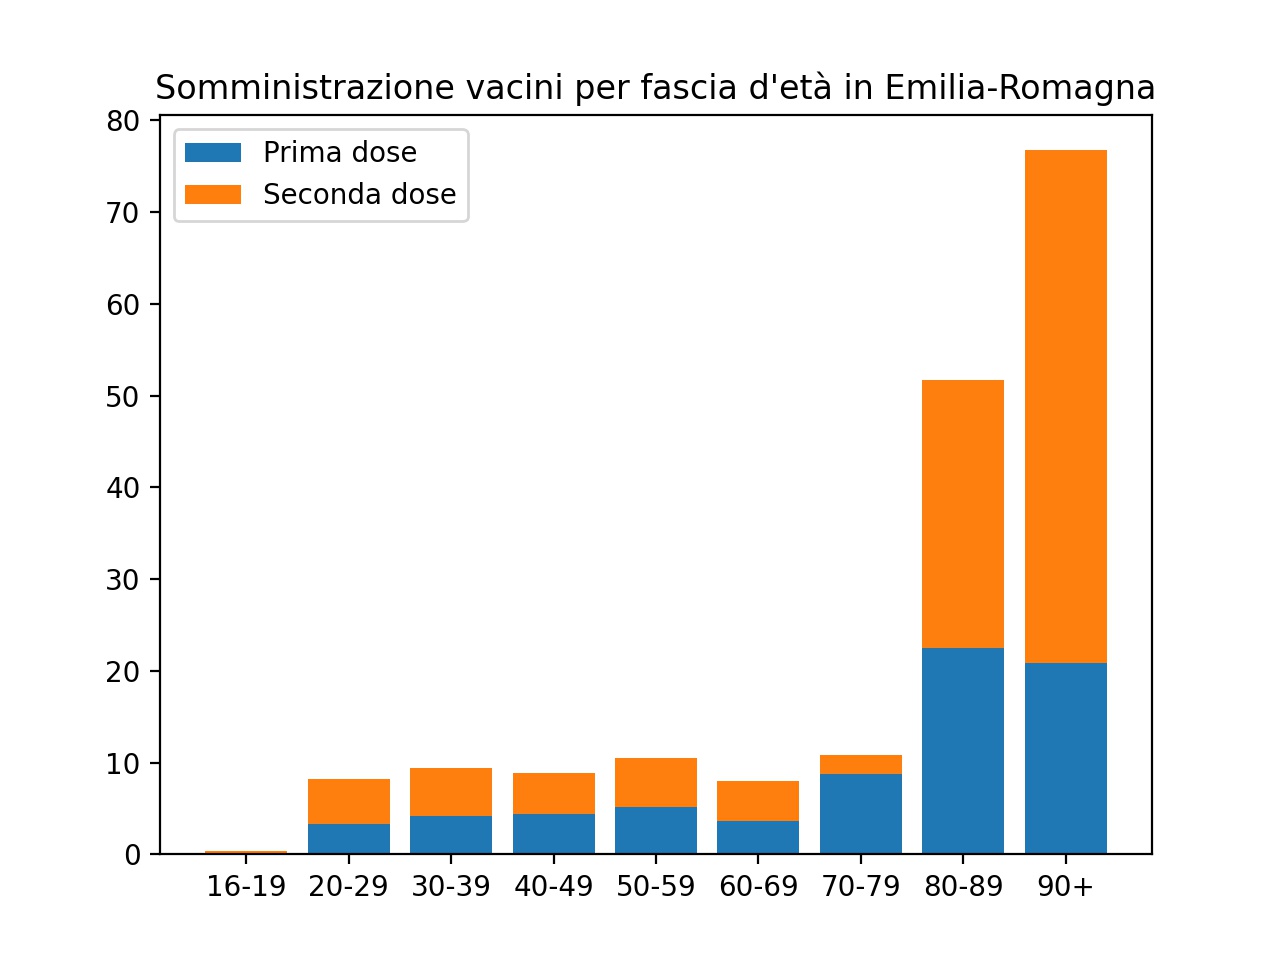 Somministrazione vacini per fascia d'età in Emilia-Romagna
Prima dose
Seconda dose
80
70
60
50
40
30
20
10
0
16-19 20-29 30-39 40-49 50-59 60-69 70-79 80-89 90+